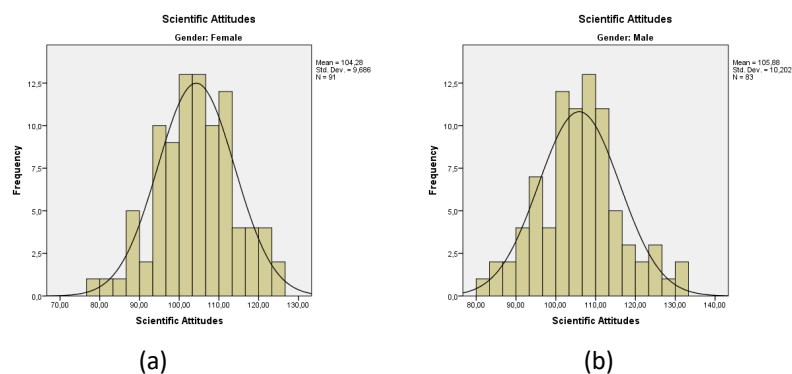 Scientific Attitudes
Gender: Female
Mean = 104,28
Std. Dev. = 9,686
N = 91
12,5
10,0
7,5
5,0
2,5
0,0
Frequency
70,00 80,00 90,00 100,00 110,00 120,00 130,00
Scientific Attitudes
(a)
Scientific Attitudes
Gender: Male
Mean = 105,88
Std. Dev. = 10,202
N = 83
12,5
10,0
7,5
5,0
2,5
0,0
Frequency
80,00 90,00 100,00 110,00 120,00 130,00 140,00
Scientific Attitudes
(b)